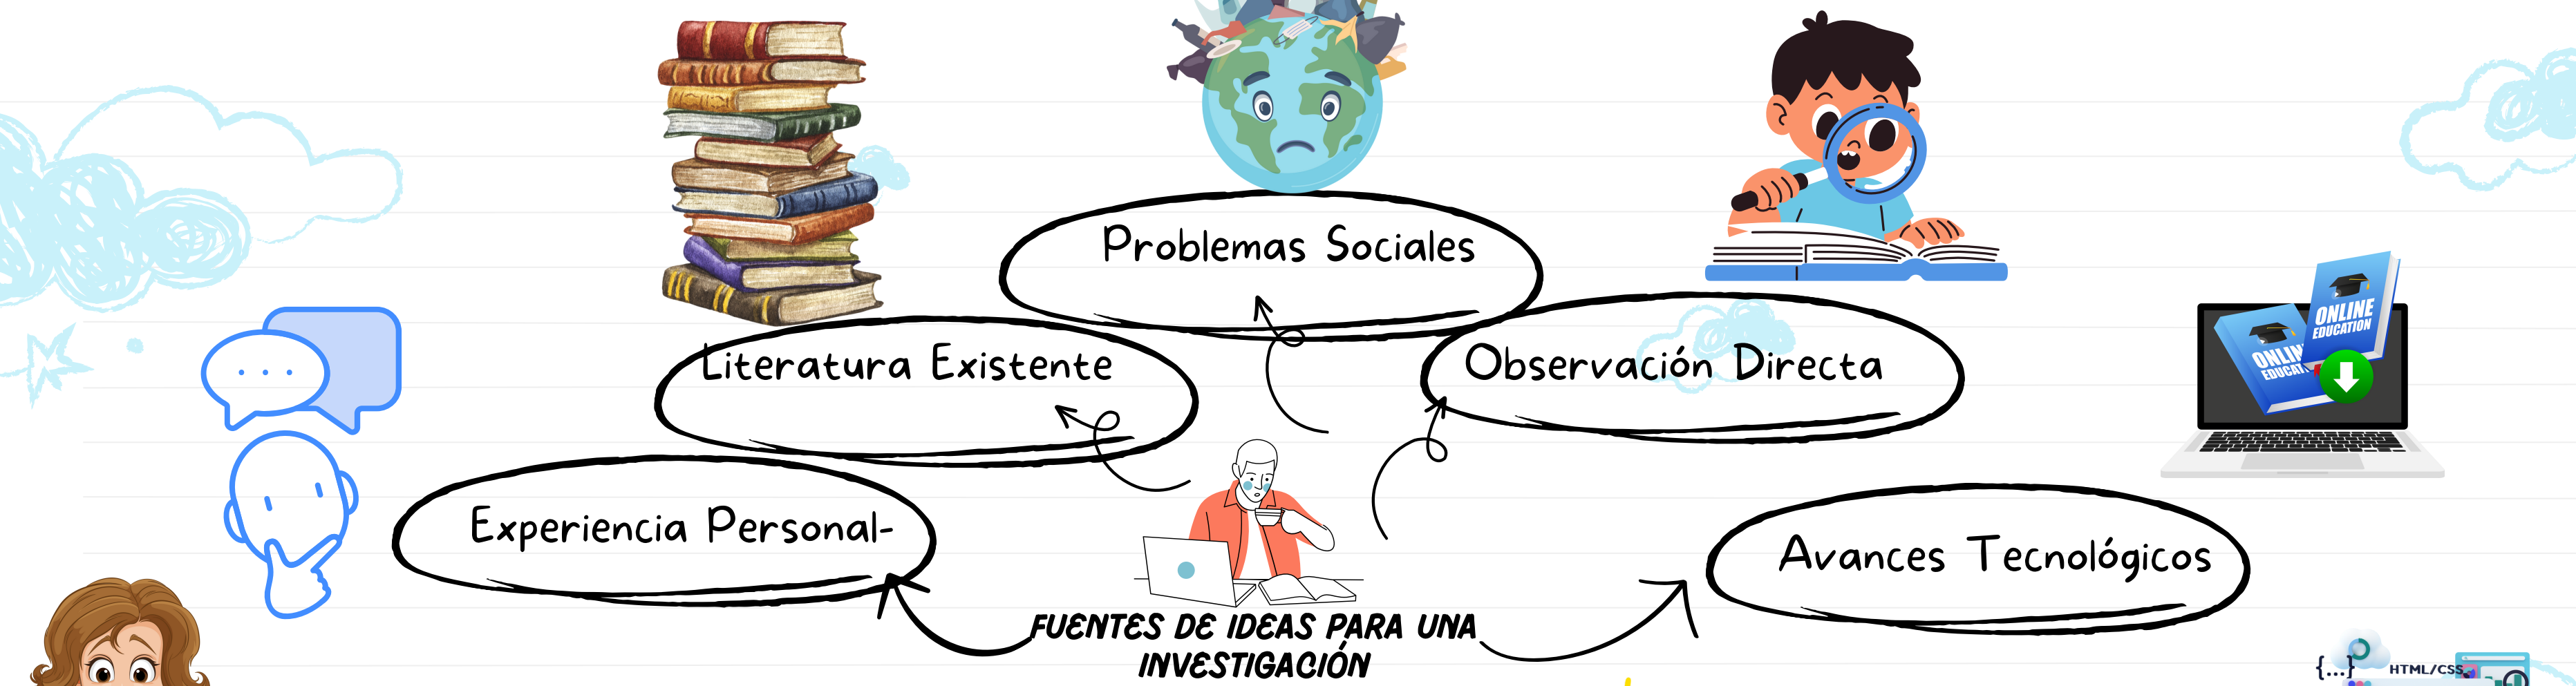 Problemas Sociales
Literatura Existente
Observación Directa
ONLINE
EDUCATION
Experiencia Personal-
Avances Tecnológicos
FUENTES DE IDEAS PARA UNA
INVESTIGACIÓN
{...}
HTML/CSS